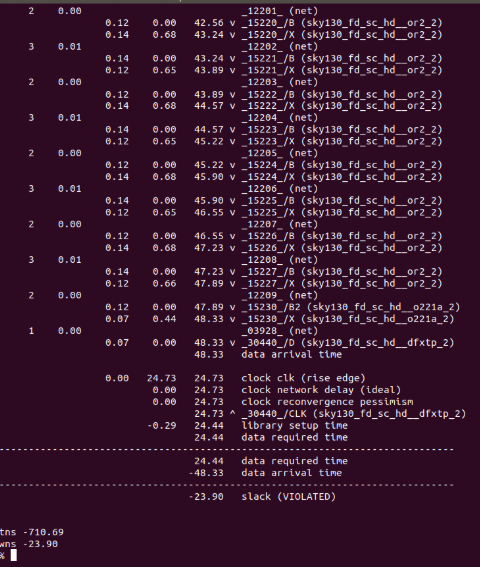 2 0.00 _12201_ (net)
0.12 0.00 42.56 v _15220_/B (sky130_fd_sc_hd__or2_2)
0.14 0.68 43.24 v _15220_/X (sky130_fd_sc_hd__or2_2)
3 0.01 _12202_ (net)
0.14 0.00 43.24 v _15221_/B (sky130_fd_sc_hd__or2_2)
0.12 0.65 43.89 v _15221_/X (sky130_fd_sc_hd__or2_2)
2 0.00 _12203_ (net)
0.12 0.00 43.89 v _15222_/B (sky130_fd_sc_hd__or2_2)
0.14 0.68 44.57 v _15222_/X (sky130_fd_sc_hd__or2_2)
3 0.01 _12204_ (net)
0.14 0.00 44.57 v _15223_/B (sky130_fd_sc_hd__or2_2)
0.12 0.65 45.22 v _15223_/X (sky130_fd_sc_hd__or2_2)
2 0.00 _12205_ (net)
0.12 0.00 45.22 v _15224_/B (sky130_fd_sc_hd__or2_2)
0.14 0.68 45.90 v _15224_/X (sky130_fd_sc_hd__or2_2)
3 0.01 _12206_ (net)
0.14 0.00 45.90 v _15225_/B (sky130_fd_sc_hd__or2_2)
0.12 0.65 46.55 v _15225_/X (sky130_fd_sc_hd__or2_2)
2 0.00 _12207_ (net)
0.12 0.00 46.55 v _15226_/B (sky130_fd_sc_hd__or2_2)
0.14 0.68 47.23 v _15226_/X (sky130_fd_sc_hd__or2_2)
3 0.01 _12208_ (net)
0.14 0.00 47.23 v _15227_/B (sky130_fd_sc_hd__or2_2)
0.12 0.66 47.89 v _15227_/X (sky130_fd_sc_hd__or2_2)
2 0.00 _12209_ (net)
0.12 0.00 47.89 v _15230_/B2 (sky130_fd_sc_hd__o221a_2)
0.07 0.44 48.33 v _15230_/X (sky130_fd_sc_hd__o221a_2)
1 0.00 _03928_ (net)
0.07 0.00 48.33 v _30440_/D (sky130_fd_sc_hd__dfxtp_2)
48.33 data arrival time
0.00 24.73 24.73 clock clk (rise edge)
0.00 24.73 clock network delay (ideal)
0.00 24.73 clock reconvergence pessimism
24.73 ^ _30440_/CLK (sky130_fd_sc_hd__dfxtp_2)
-0.29 24.44 library setup time
24.44 data required time
-----------------------------------------------------------------------------
24.44 data required time
-48.33 data arrival time
-----------------------------------------------------------------------------
-23.90 slack (VIOLATED)
tns -710.69
wns -23.90
%